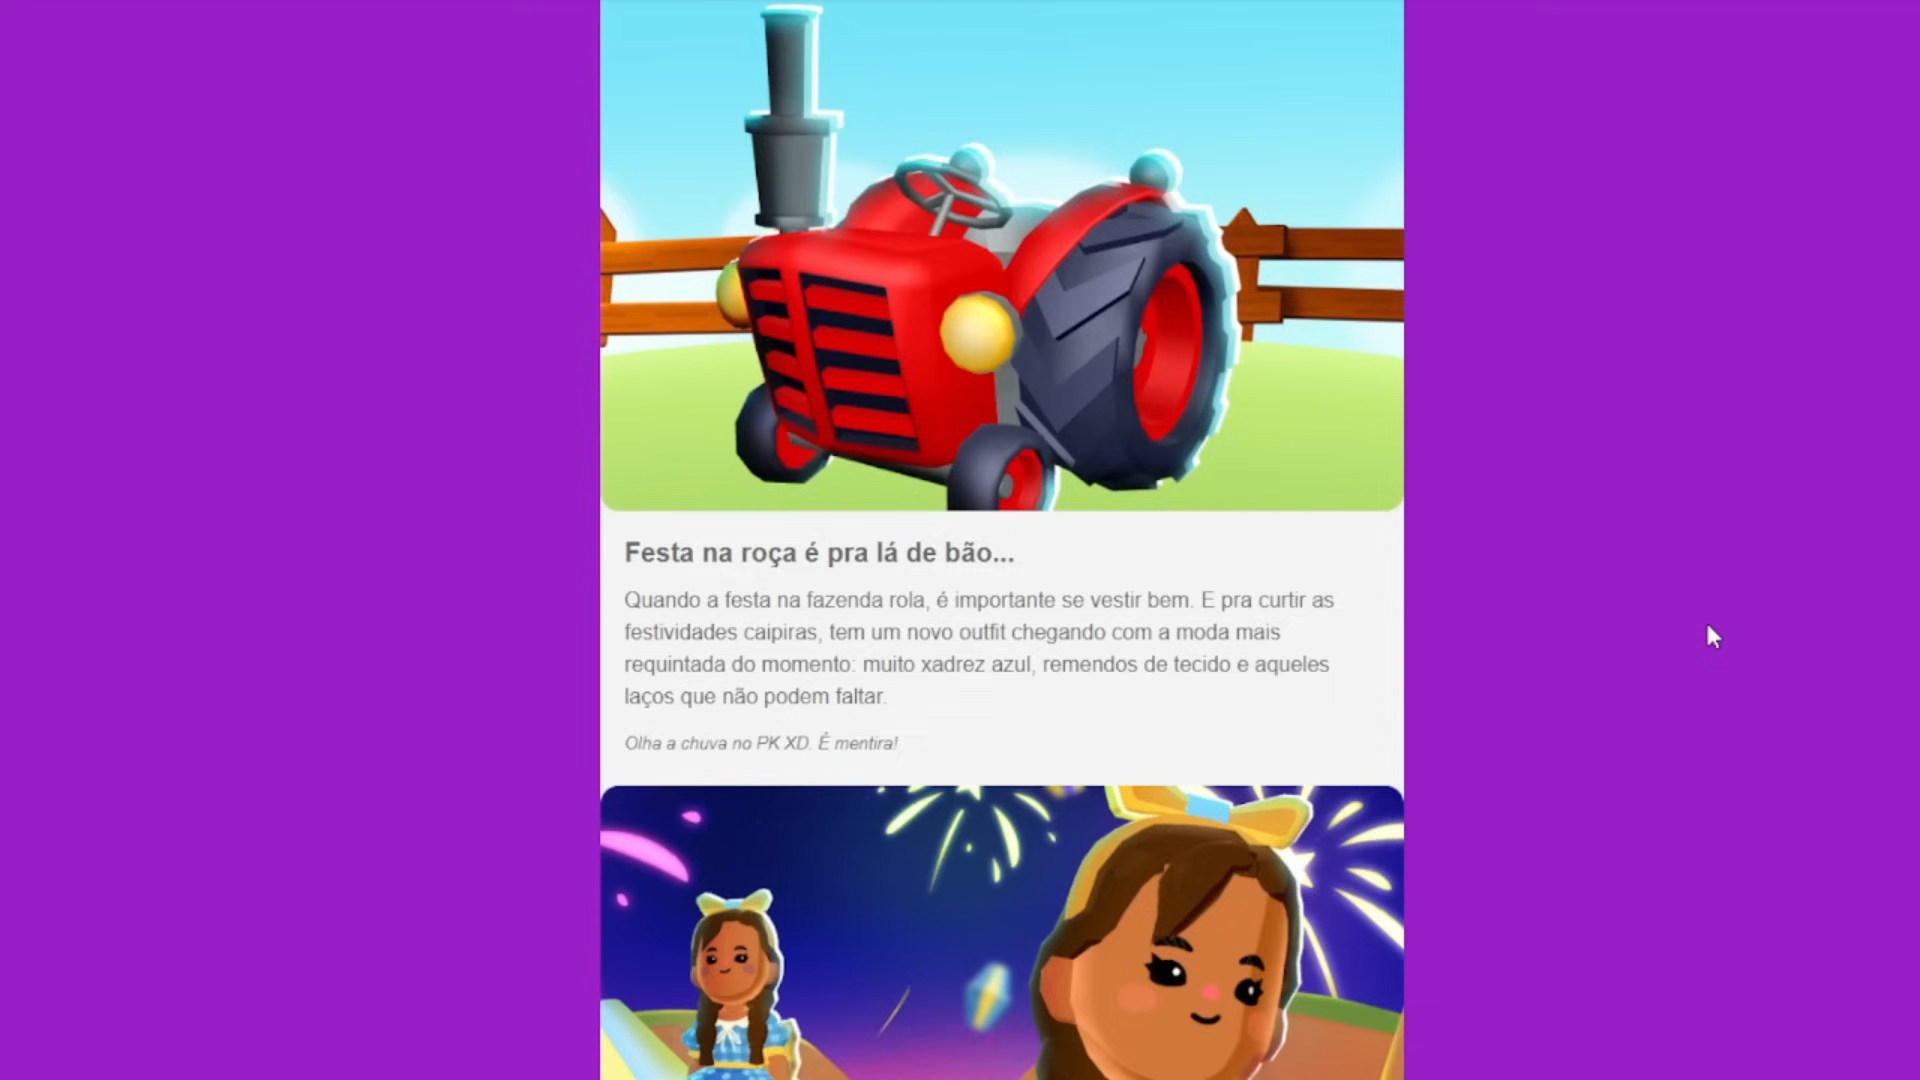 Festa na roça é pra lá de bão...
Quando a festa na fazenda rola, é importante se vestir bem. E pra curtir as
festividades caipiras, tem um novo outfit chegando com a moda mais
requintada do momento: muito xadrez azul, remendos de tecido e aqueles
laços que não podem faltar.
Olha a chuva no PK XD. É mentira!